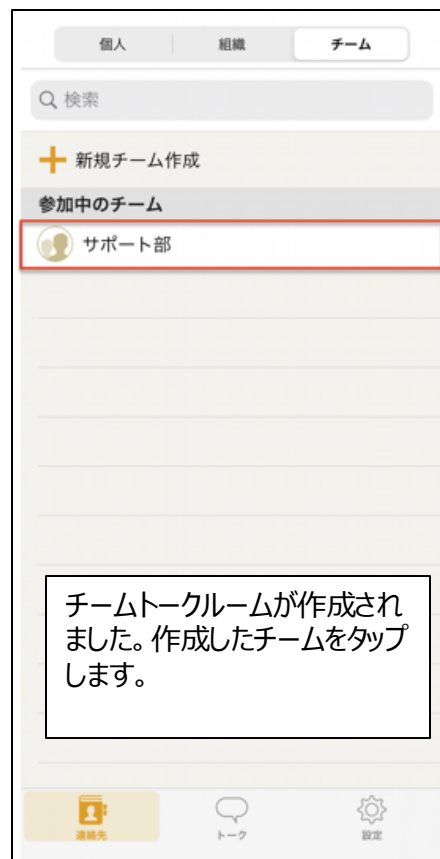 個人 組織 チーム
検索
新規チーム作成
参加中のチーム
サポート部
チームトークルームが作成され
ました。作成したチームをタップ
します。
連絡先 トーク 設定